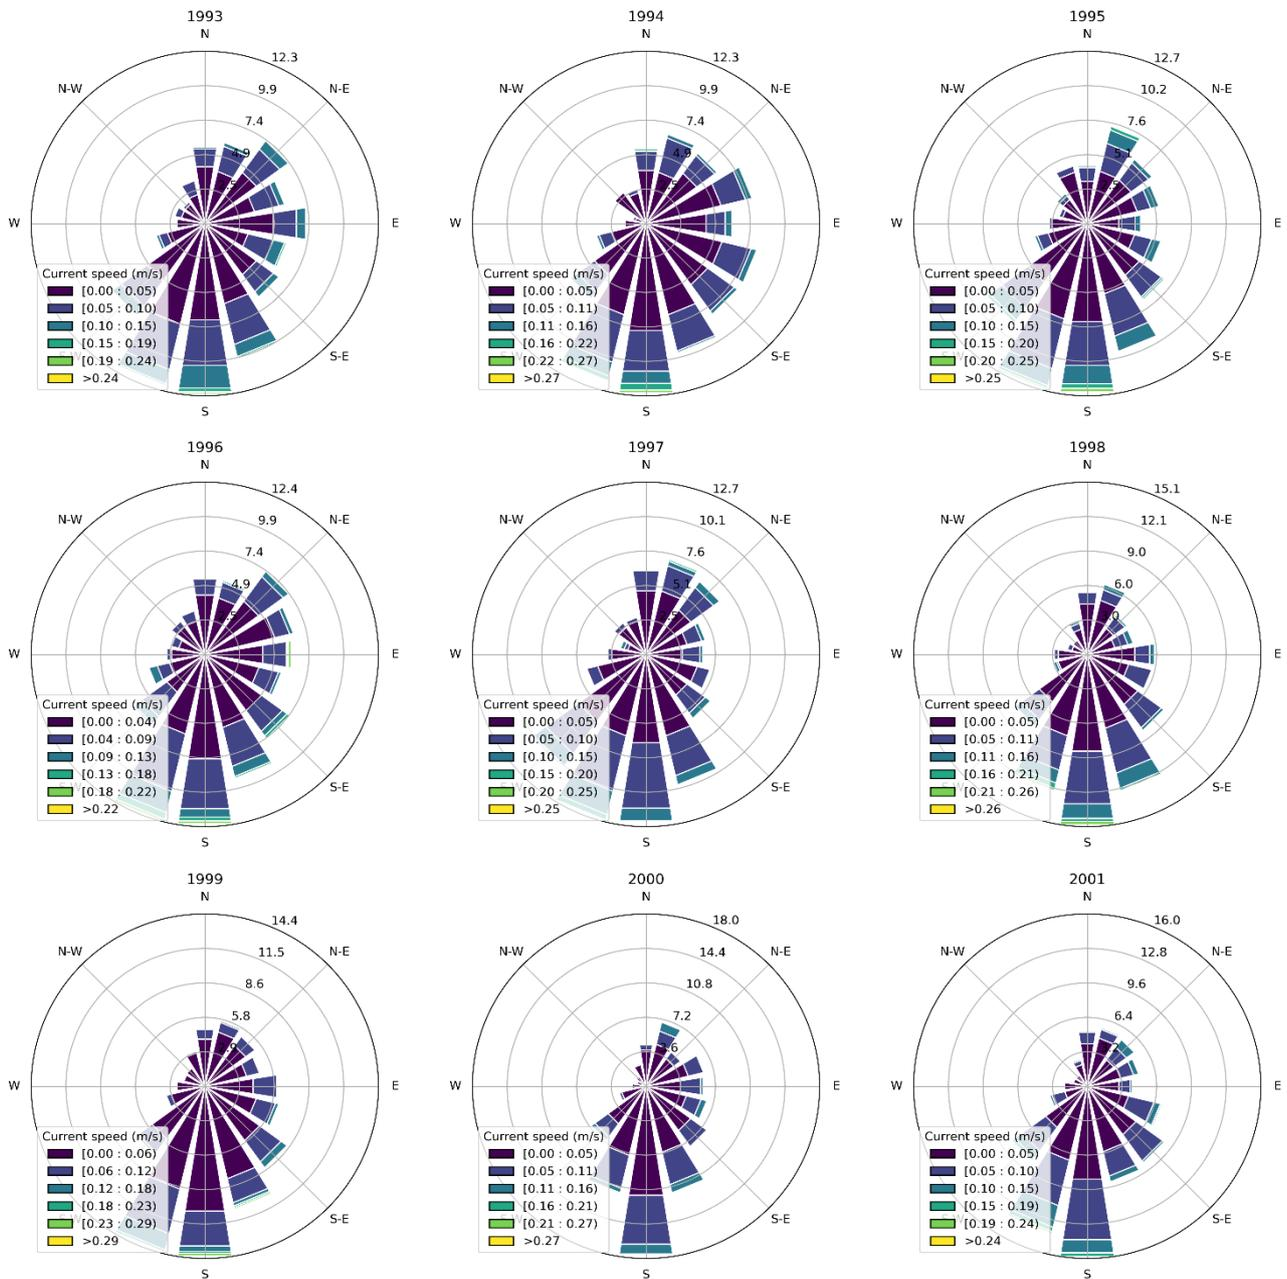 1993
N
12.3
N-W
9.9
N-E
7.4
4.9
W
E
Current speed (m/s)
[0.00 : 0.05)
[0.05 : 0.10)
[0.10 : 0.15)
[0.15 : 0.19)
[0.19 : 0.24)
>0.24
S-W
S-E
S
1994
N
12.3
N-W
9.9
N-E
7.4
4.9
W
E
Current speed (m/s)
[0.00 : 0.05)
[0.05 : 0.11)
[0.11 : 0.16)
[0.16 : 0.22)
[0.22 : 0.27)
>0.27
S-W
S-E
S
1995
N
12.7
N-W
10.2
N-E
7.6
5.1
W
E
Current speed (m/s)
[0.00 : 0.05)
[0.05 : 0.10)
[0.10 : 0.15)
[0.15 : 0.20)
[0.20 : 0.25)
>0.25
S-W
S-E
S
1996
N
12.4
N-W
9.9
N-E
7.4
4.9
W
E
Current speed (m/s)
[0.00 : 0.04)
[0.04 : 0.09)
[0.09 : 0.13)
[0.13 : 0.18)
[0.18 : 0.22)
>0.22
S-W
S-E
S
1997
N
12.7
N-W
10.1
N-E
7.6
5.1
W
E
Current speed (m/s)
[0.00 : 0.05)
[0.05 : 0.10)
[0.10 : 0.15)
[0.15 : 0.20)
[0.20 : 0.25)
>0.25
S-W
S-E
S
1998
N
15.1
N-W
12.1
N-E
9.0
6.0
W
E
Current speed (m/s)
[0.00 : 0.05)
[0.05 : 0.11)
[0.11 : 0.16)
[0.16 : 0.21)
[0.21 : 0.26)
>0.26
S-W
S-E
S
1999
N
14.4
N-W
11.5
N-E
8.6
5.8
W
E
Current speed (m/s)
[0.00 : 0.06)
[0.06 : 0.12)
[0.12 : 0.18)
[0.18 : 0.23)
[0.23 : 0.29)
>0.29
S-W
S-E
S
2000
N
18.0
N-W
14.4
N-E
10.8
7.2
3.6
W
E
Current speed (m/s)
[0.00 : 0.05)
[0.05 : 0.11)
[0.11 : 0.16)
[0.16 : 0.21)
[0.21 : 0.27)
>0.27
S-W
S-E
S
2001
N
16.0
N-W
12.8
N-E
9.6
6.4
W
E
Current speed (m/s)
[0.00 : 0.05)
[0.05 : 0.10)
[0.10 : 0.15)
[0.15 : 0.19)
[0.19 : 0.24)
>0.24
S-W
S-E
S